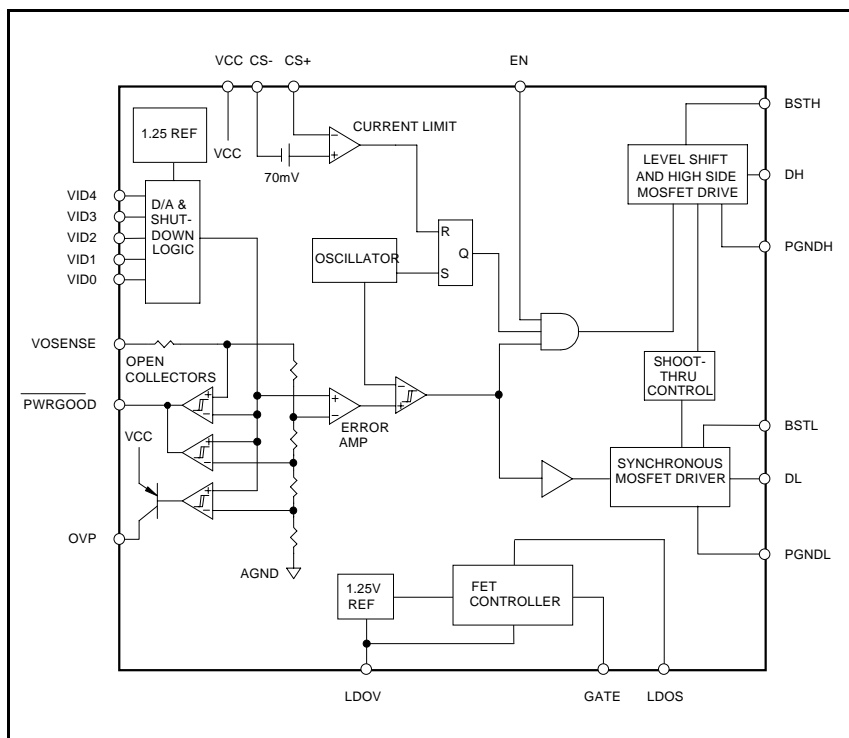 VCC CS- CS+ EN
BSTH
1.25 REF
CURRENT LIMIT
VCC
70mV
LEVEL SHIFT
AND HIGH SIDE
MOSFET DRIVE
DH
VID4
VID3
VID2
VID1
VID0
D/A &
SHUT-
DOWN
LOGIC
PGNDH
OSCILLATOR
R
Q
S
VOSENSE
OPEN
COLLECTORS
PWRGOOD
+
-
+
-
+
-
+
-
-
+
-
+
ERROR
AMP
SHOOT-
THRU
CONTROL
VCC
BSTL
SYNCHRONOUS
MOSFET DRIVER
DL
OVP
PGNDL
AGND
1.25V
REF
FET
CONTROLLER
LDOV GATE LDOS